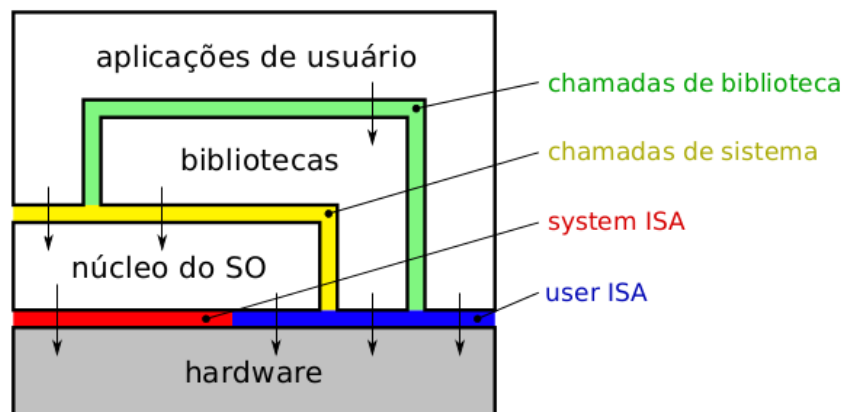 aplicações de usuário
chamadas de biblioteca
bibliotecas
chamadas de sistema
system ISA
núcleo do SO
user ISA
hardware